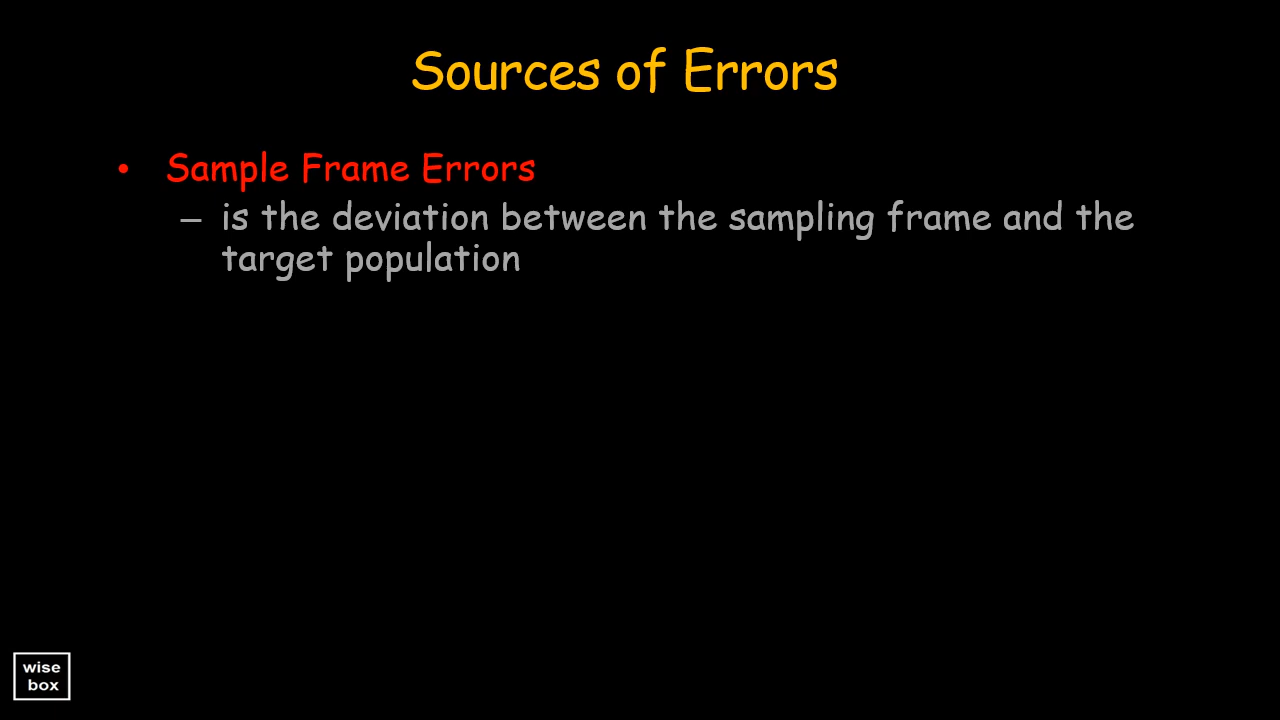 Sources of Errors
• Sample Frame Errors
– is the deviation between the sampling frame and the
target population
wise
box